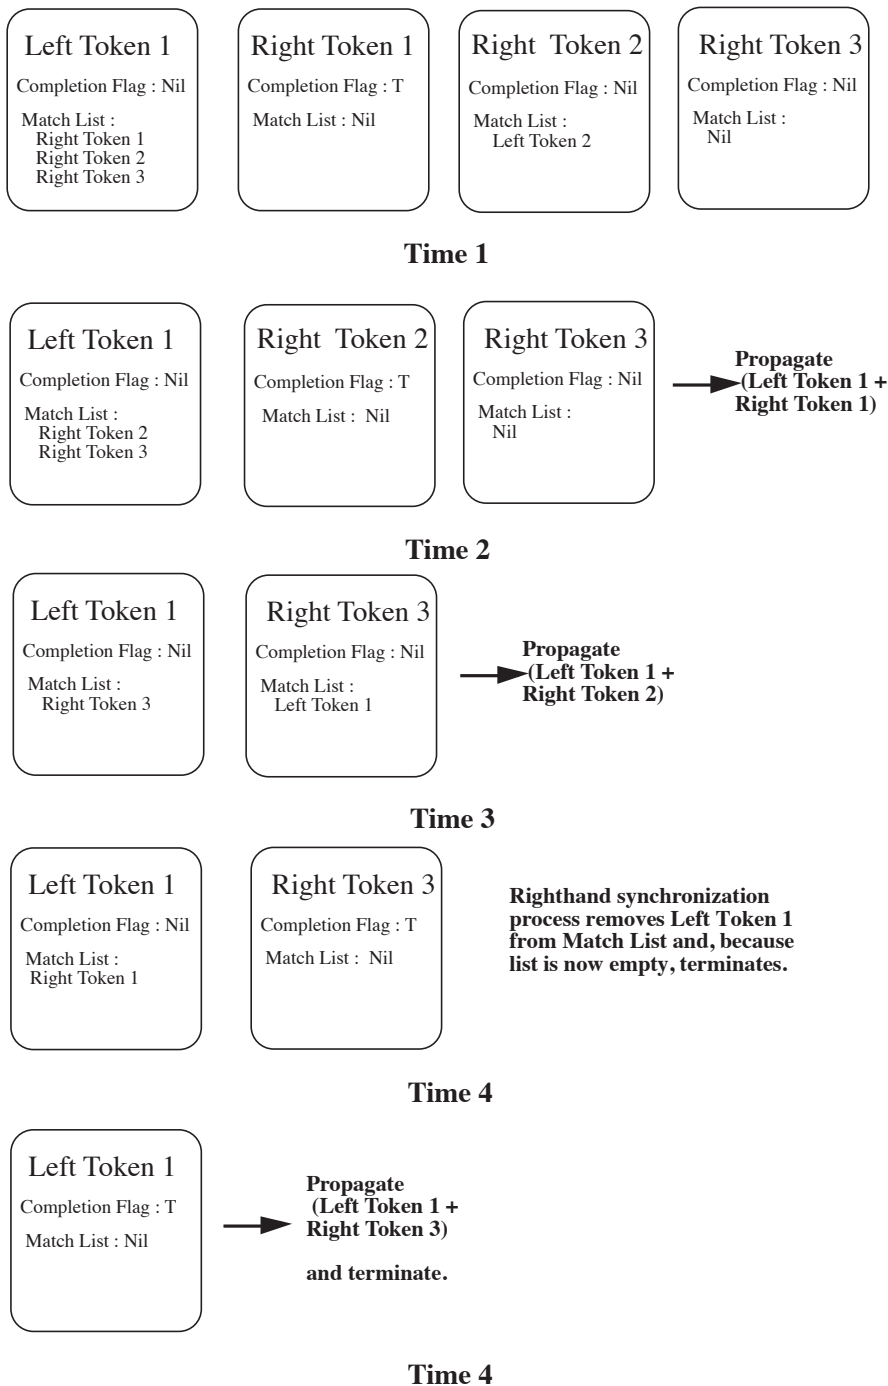 Left Token 1
Completion Flag : Nil
Match List :
Right Token 1
Right Token 2
Right Token 3
Right Token 1
Completion Flag : T
Match List : Nil
Right Token 2
Completion Flag : Nil
Match List :
Left Token 2
Right Token 3
Completion Flag : Nil
Match List :
Nil
Time 1
Left Token 1
Completion Flag : Nil
Match List :
Right Token 2
Right Token 3
Right Token 2
Completion Flag : T
Match List : Nil
Right Token 3
Completion Flag : Nil
Match List :
Nil
Propagate
(Left Token 1 +
Right Token 1)
Time 2
Left Token 1
Completion Flag : Nil
Match List :
Right Token 3
Right Token 3
Completion Flag : Nil
Match List :
Left Token 1
Propagate
(Left Token 1 +
Right Token 2)
Time 3
Left Token 1
Completion Flag : Nil
Match List :
Right Token 1
Right Token 3
Completion Flag : T
Match List : Nil
Righthand synchronization
process removes Left Token 1
from Match List and, because
list is now empty, terminates.
Time 4
Left Token 1
Completion Flag : T
Match List : Nil
Propagate
(Left Token 1 +
Right Token 3)
and terminate.
Time 4